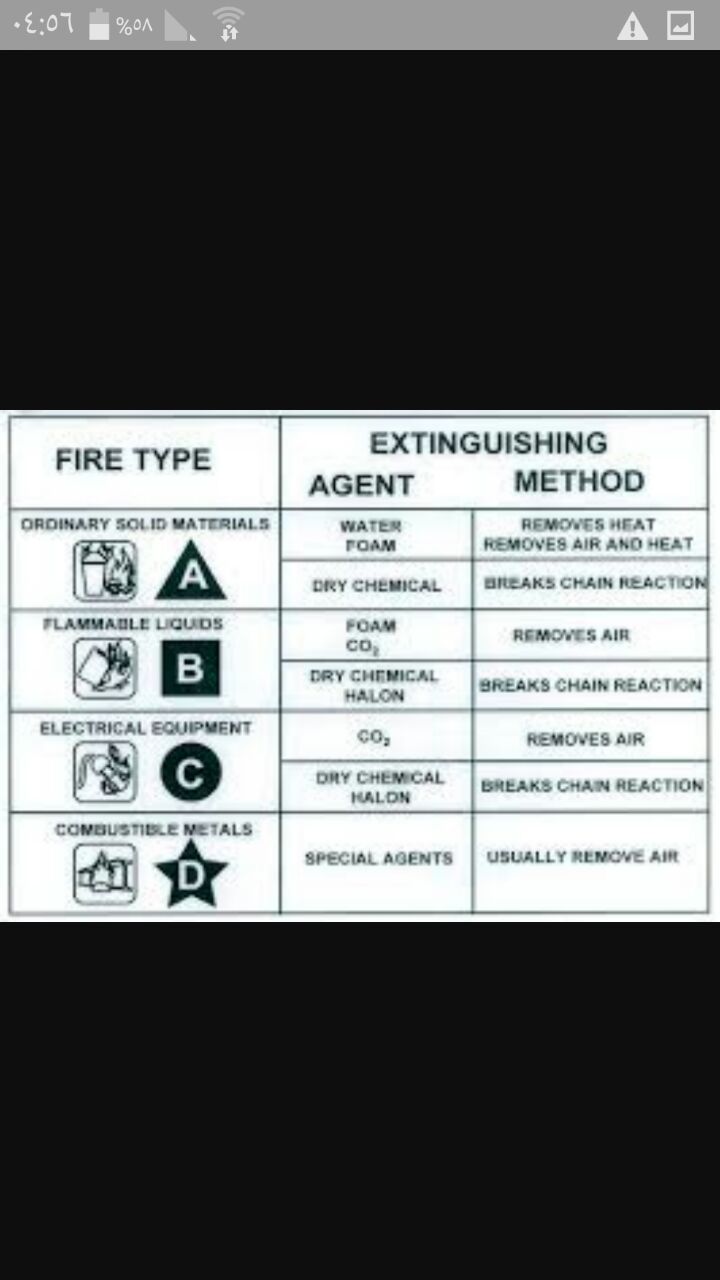 ٠٤:٥٦
%٥٨
FIRE TYPE
EXTINGUISHING
AGENT METHOD
ORDINARY SOLID MATERIALS
A
WATER
FOAM
REMOVES HEAT
REMOVES AIR AND HEAT
DRY CHEMICAL
BREAKS CHAIN REACTION
FLAMMABLE LIQUIDS
B
FOAM
CO₂
REMOVES AIR
DRY CHEMICAL
HALON
BREAKS CHAIN REACTION
ELECTRICAL EQUIPMENT
C
CO₂
REMOVES AIR
DRY CHEMICAL
HALON
BREAKS CHAIN REACTION
COMBUSTIBLE METALS
D
SPECIAL AGENTS
USUALLY REMOVE AIR